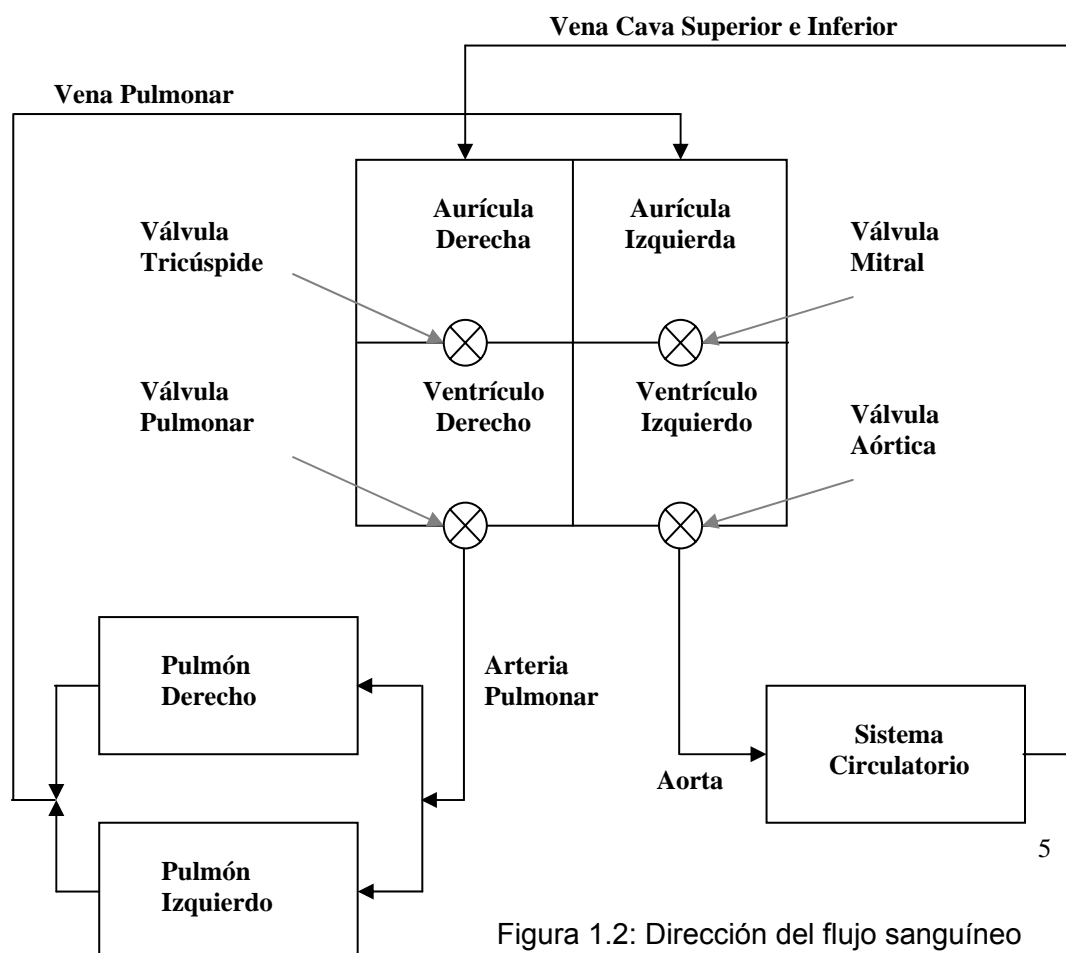 Vena Cava Superior e Inferior
Vena Pulmonar
Aurícula
Derecha
Aurícula
Izquierda
Válvula
Tricúspide
Válvula
Mitral
Válvula
Pulmonar
Ventrículo
Derecho
Ventrículo
Izquierdo
Válvula
Aórtica
Pulmón
Derecho
Arteria
Pulmonar
Aorta
Sistema
Circulatorio
Pulmón
Izquierdo
5
Figura 1.2: Dirección del flujo sanguíneo